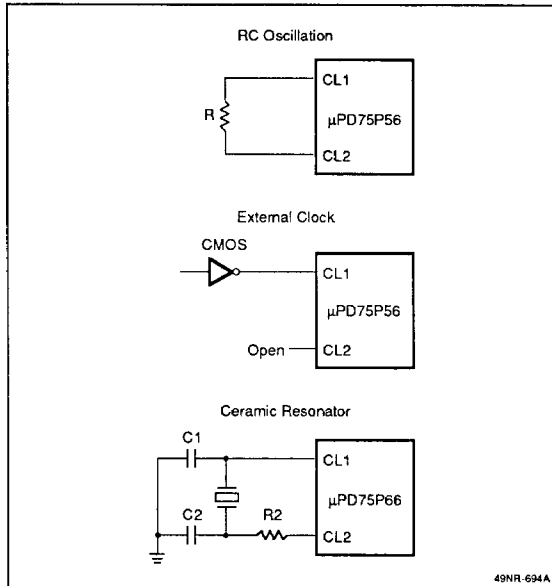 RC Oscillation
CL1
R
µPD75P56
CL2
External Clock
CMOS
CL1
µPD75P56
Open
CL2
Ceramic Resonator
C1
CL1
µPD75P66
C2
R2
CL2
49NR-694A